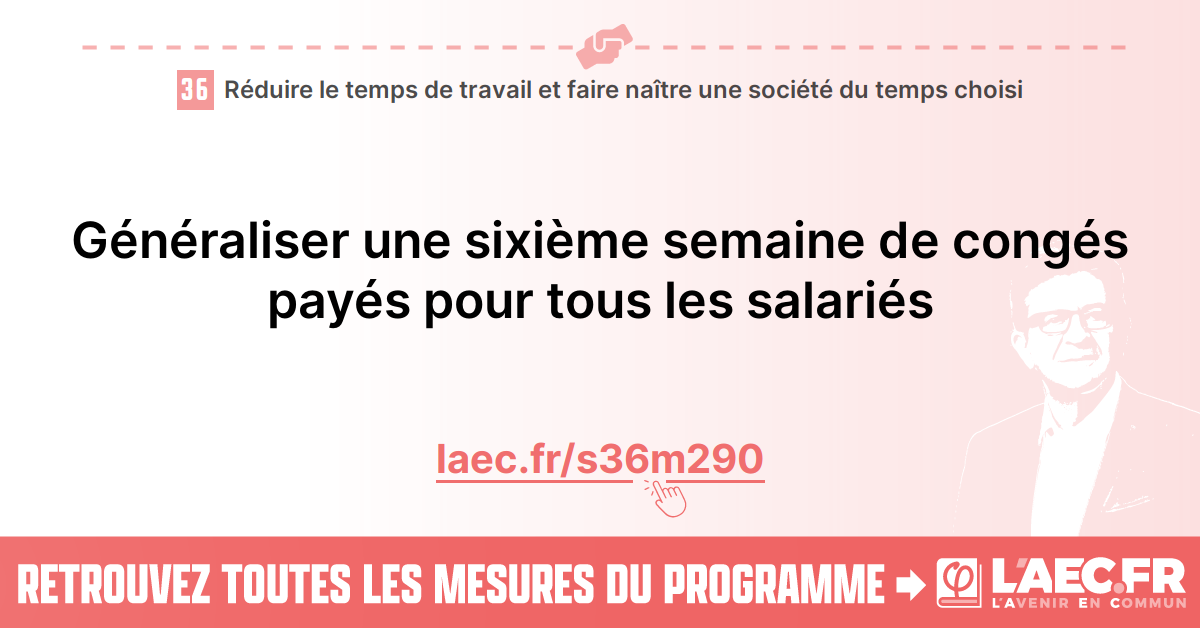 36 Réduire le temps de travail et faire naître une société du temps choisi
Généraliser une sixième semaine de congés
payés pour tous les salariés
laec.fr/s36m290
RETROUVEZ TOUTES LES MESURES DU PROGRAMME
L'AEC.FR
L'AVENIR EN COMMUN